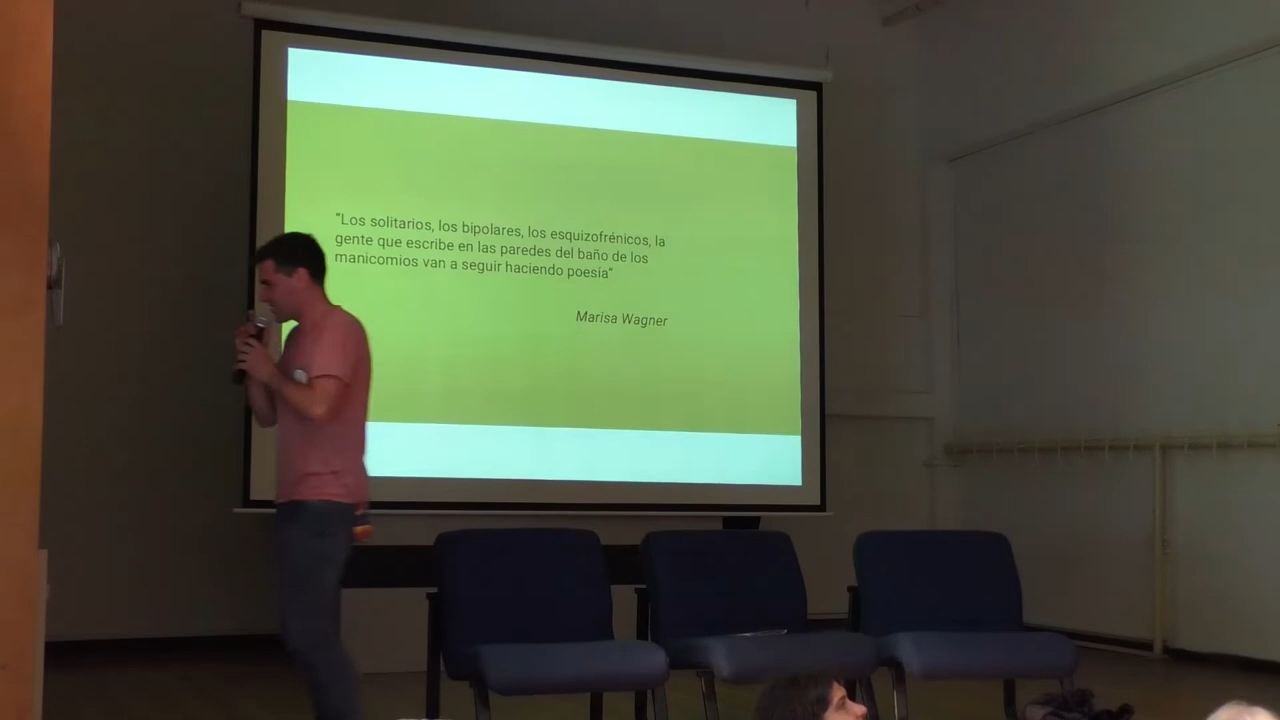 “Los solitarios, los bipolares, los esquizofrénicos, la
gente que escribe en las paredes del baño de los
manicomios van a seguir haciendo poesía”
Marisa Wagner